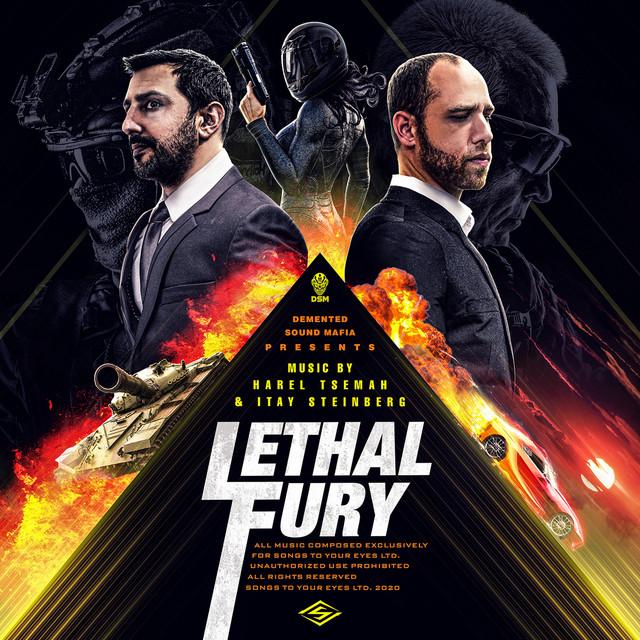 DSM
DEMENTED
SOUND MAFIA
PRESENTS
MUSIC BY
HAREL TSEMAH
& ITAY STEINBERG
LETHAL
FURY
ALL MUSIC COMPOSED EXCLUSIVELY
FOR SONGS TO YOUR EYES LTD.
UNAUTHORIZED USE PROHIBITED
ALL RIGHTS RESERVED
SONGS TO YOUR EYES LTD. 2020